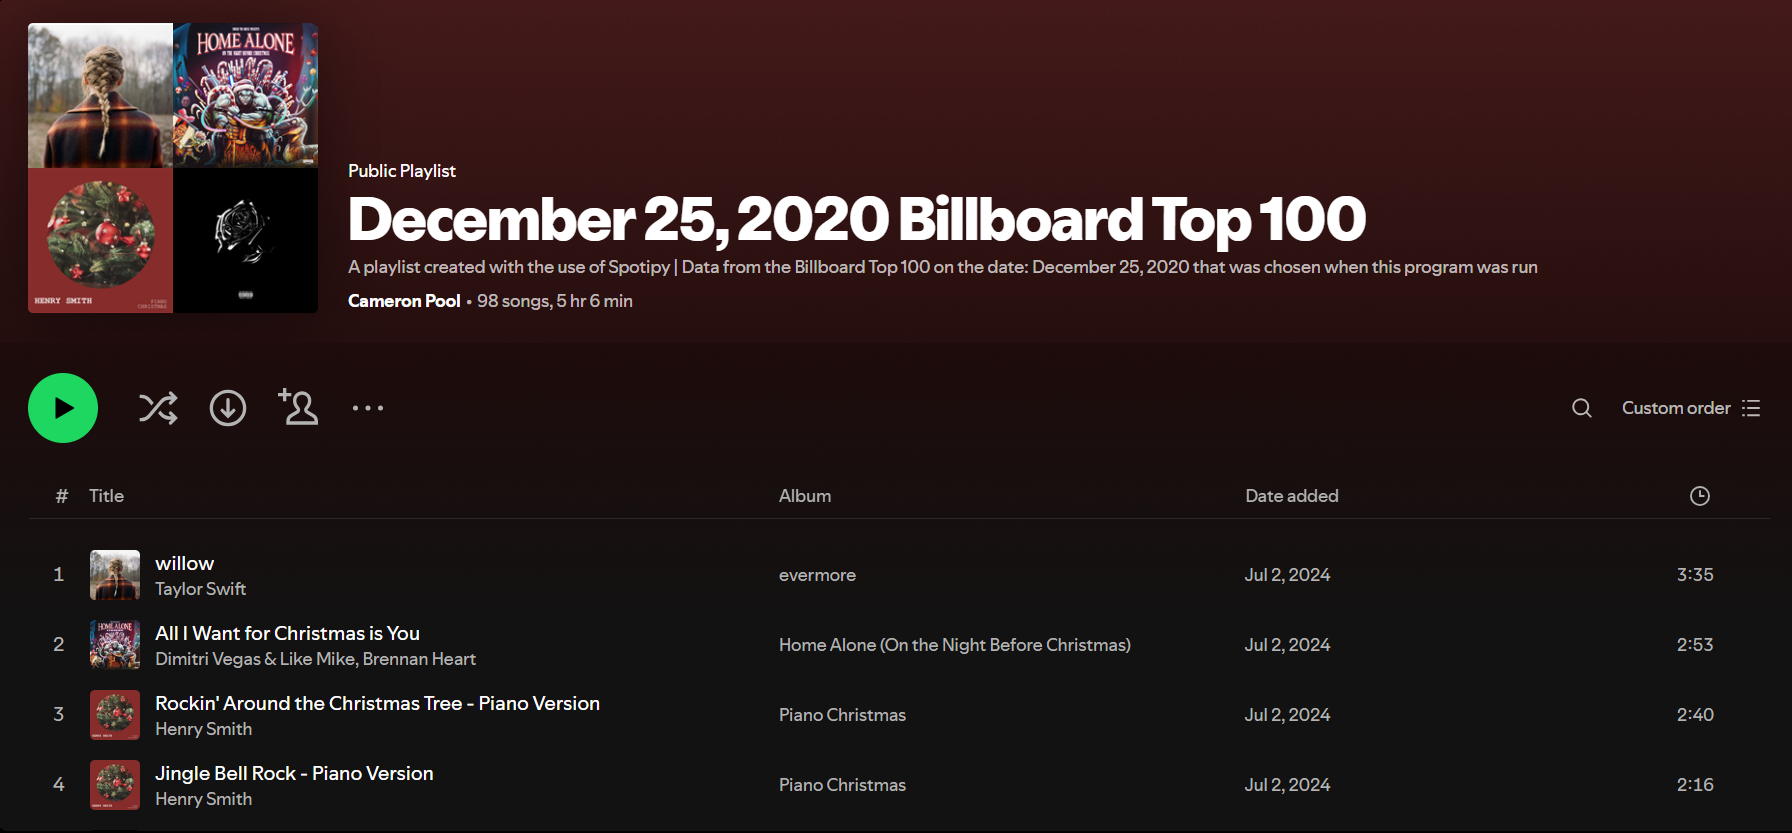 HOME ALONE
ON THE NIGHT BEFORE CHRISTMAS
HENRY SMITH
PIANO
CHRISTMAS
Public Playlist
December 25, 2020 Billboard Top 100
A playlist created with the use of Spotipy | Data from the Billboard Top 100 on the date: December 25, 2020 that was chosen when this program was run
Cameron Pool • 98 songs, 5 hr 6 min
Custom order
# Title Album Date added
1 willow evermore Jul 2, 2024 3:35
Taylor Swift
2 All I Want for Christmas is You Home Alone (On the Night Before Christmas) Jul 2, 2024 2:53
Dimitri Vegas & Like Mike, Brennan Heart
3 Rockin' Around the Christmas Tree - Piano Version Piano Christmas Jul 2, 2024 2:40
Henry Smith
4 Jingle Bell Rock - Piano Version Piano Christmas Jul 2, 2024 2:16
Henry Smith